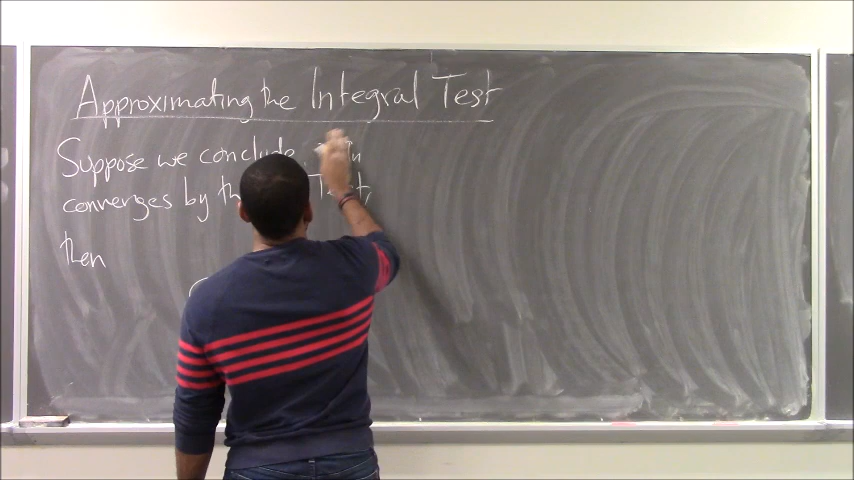 Approximating the Integral Test
Suppose we conclude
converges by
then